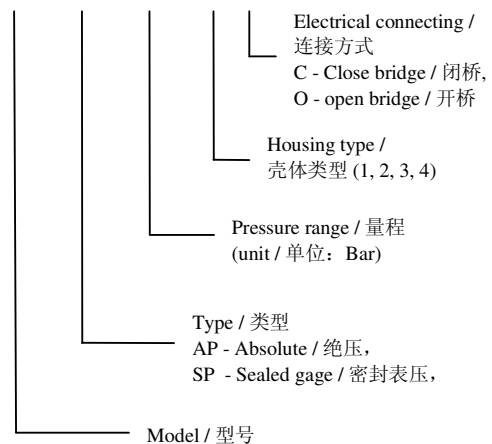 Electrical connecting /
连接方式
C - Close bridge / 闭桥,
O - open bridge / 开桥
Housing type /
壳体类型 (1, 2, 3, 4)
Pressure range / 量程
(unit / 单位：Bar)
Type / 类型
AP - Absolute / 绝压，
SP - Sealed gage / 密封表压，
Model / 型号